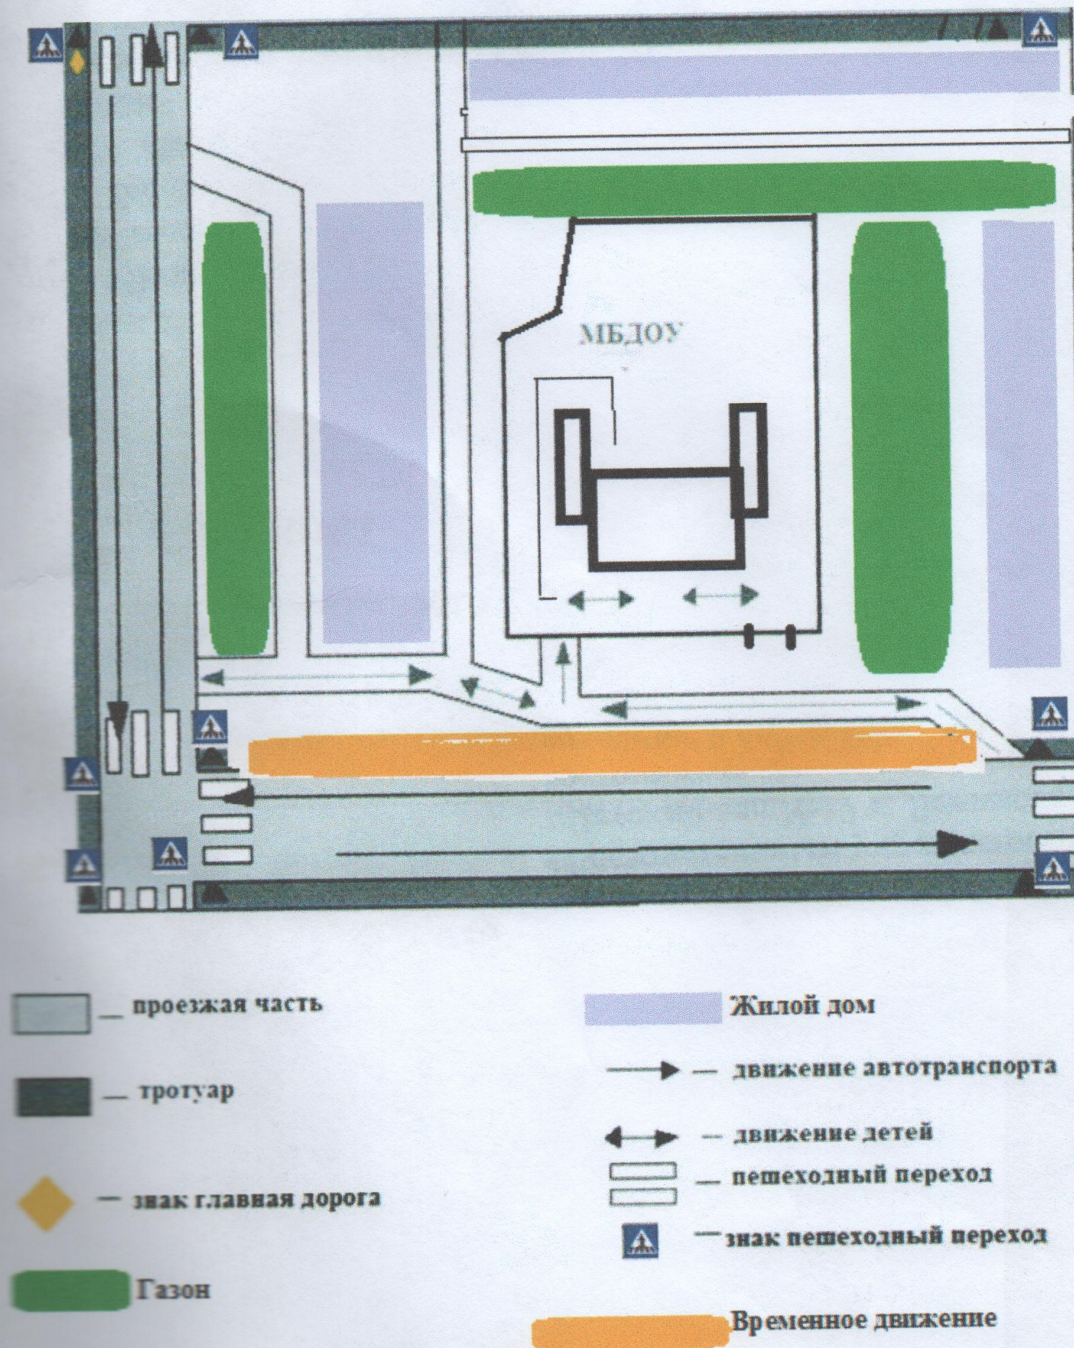 МБДОУ
проезжая часть
тротуар
знак главная дорога
Газон
Жилой дом
движение автотранспорта
движение детей
пешеходный переход
знак пешеходный переход
Временное движение